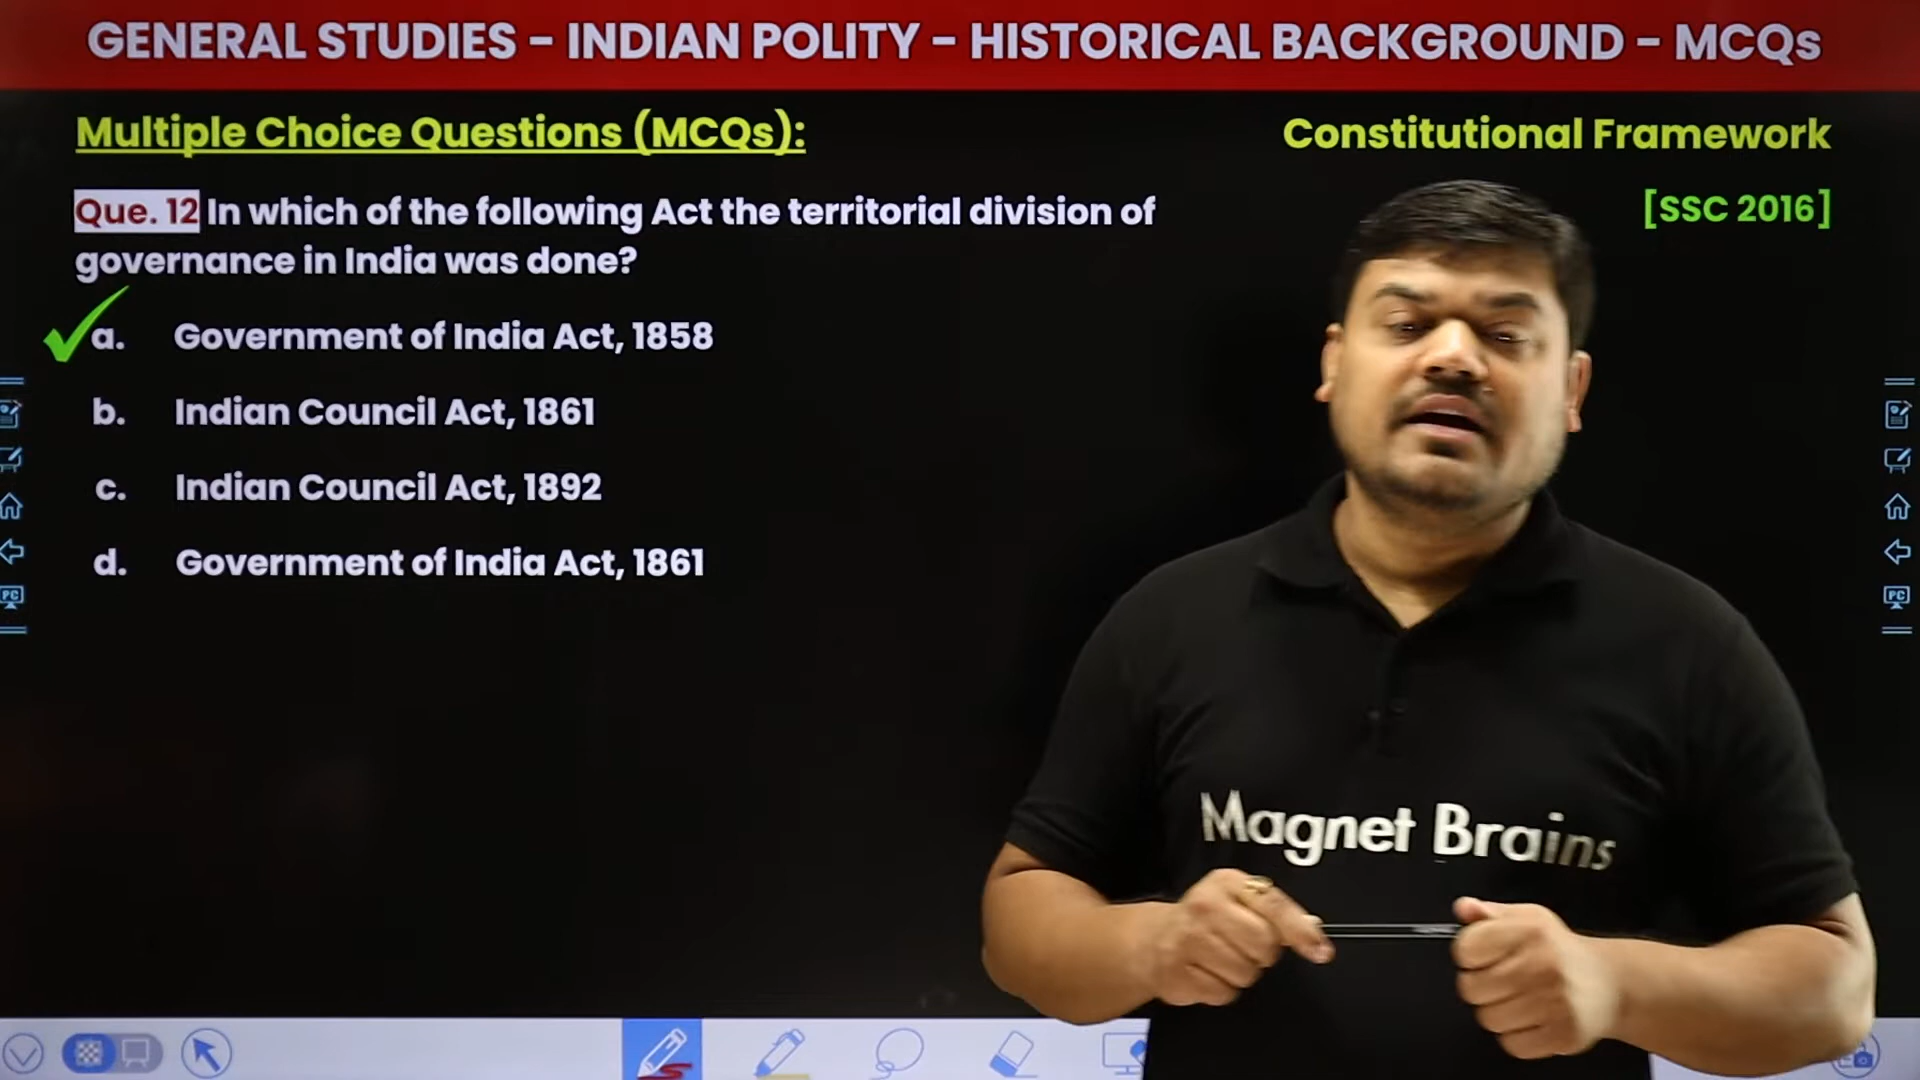 GENERAL STUDIES - INDIAN POLITY - HISTORICAL BACKGROUND - MCQs
Multiple Choice Questions (MCQs):
Constitutional Framework
Que. 12 In which of the following Act the territorial division of
governance in India was done?
[SSC 2016]
a. Government of India Act, 1858
b. Indian Council Act, 1861
c. Indian Council Act, 1892
d. Government of India Act, 1861
PC
PC
Magnet Brains